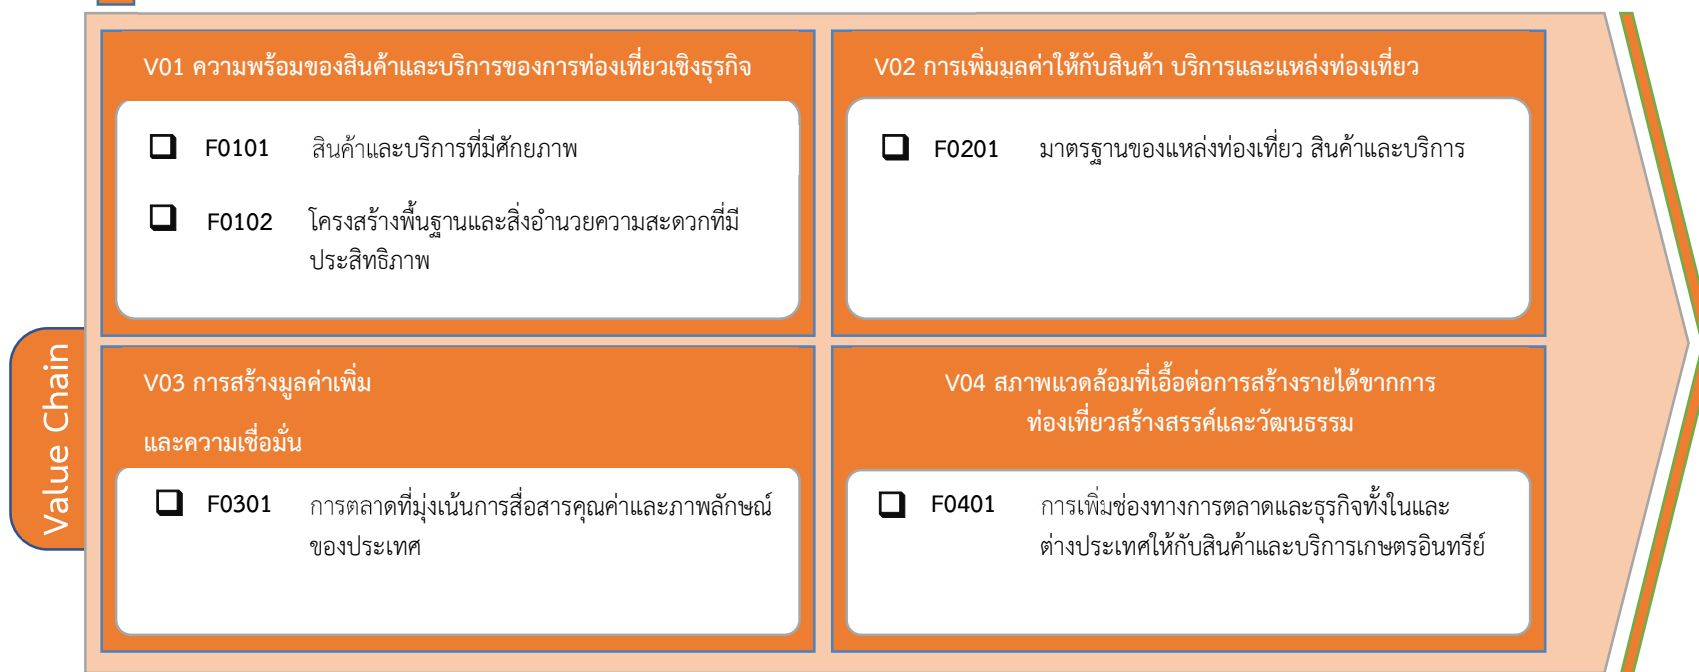 V01 ความพร้อมของสินค้าและบริการของการท่องเที่ยวเชิงธุรกิจ
F0101 สินค้าและบริการที่มีศักยภาพ
F0102 โครงสร้างพื้นฐานและสิ่งอำนวยความสะดวกที่มี
ประสิทธิภาพ
V02 การเพิ่มมูลค่าให้กับสินค้า บริการและแหล่งท่องเที่ยว
F0201 มาตรฐานของแหล่งท่องเที่ยว สินค้าและบริการ
Value Chain
V03 การสร้างมูลค่าเพิ่ม
และความเชื่อมั่น
F0301 การตลาดที่มุ่งเน้นการสื่อสารคุณค่าและภาพลักษณ์
ของประเทศ
V04 สภาพแวดล้อมที่เอื้อต่อการสร้างรายได้ขากการ
ท่องเที่ยวสร้างสรรค์และวัฒนธรรม
F0401 การเพิ่มช่องทางการตลาดและธุรกิจทั้งในและ
ต่างประเทศให้กับสินค้าและบริการเกษตรอินทรีย์